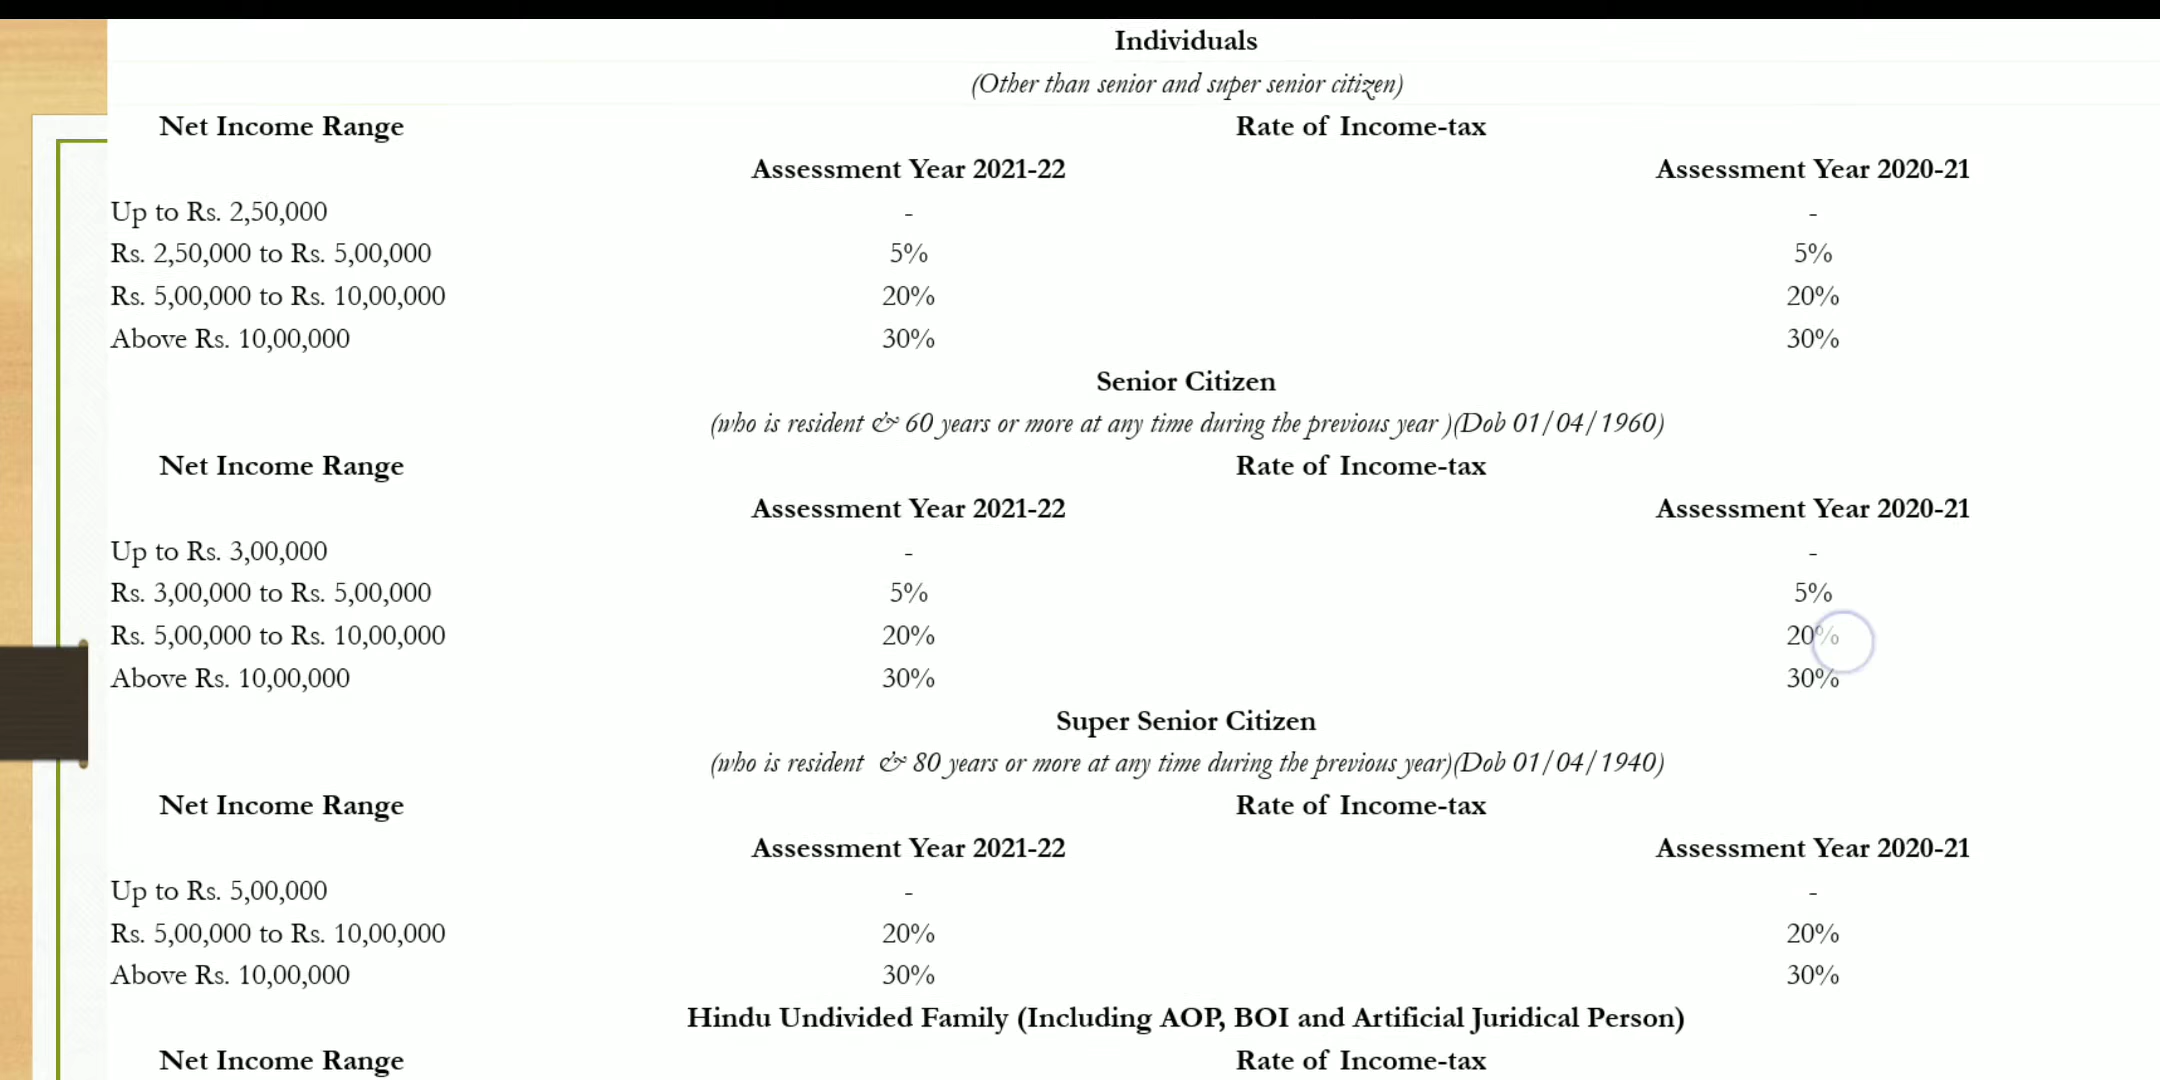 Individuals
(Other than senior and super senior citizen)
Net Income Range Rate of Income-tax
Assessment Year 2021-22 Assessment Year 2020-21
Up to Rs. 2,50,000 - -
Rs. 2,50,000 to Rs. 5,00,000 5% 5%
Rs. 5,00,000 to Rs. 10,00,000 20% 20%
Above Rs. 10,00,000 30% 30%
Senior Citizen
(who is resident & 60 years or more at any time during the previous year )(Dob 01/04/1960)
Net Income Range Rate of Income-tax
Assessment Year 2021-22 Assessment Year 2020-21
Up to Rs. 3,00,000 - -
Rs. 3,00,000 to Rs. 5,00,000 5% 5%
Rs. 5,00,000 to Rs. 10,00,000 20% 20%
Above Rs. 10,00,000 30% 30%
Super Senior Citizen
(who is resident & 80 years or more at any time during the previous year)(Dob 01/04/1940)
Net Income Range Rate of Income-tax
Assessment Year 2021-22 Assessment Year 2020-21
Up to Rs. 5,00,000 - -
Rs. 5,00,000 to Rs. 10,00,000 20% 20%
Above Rs. 10,00,000 30% 30%
Hindu Undivided Family (Including AOP, BOI and Artificial Juridical Person)
Net Income Range Rate of Income-tax